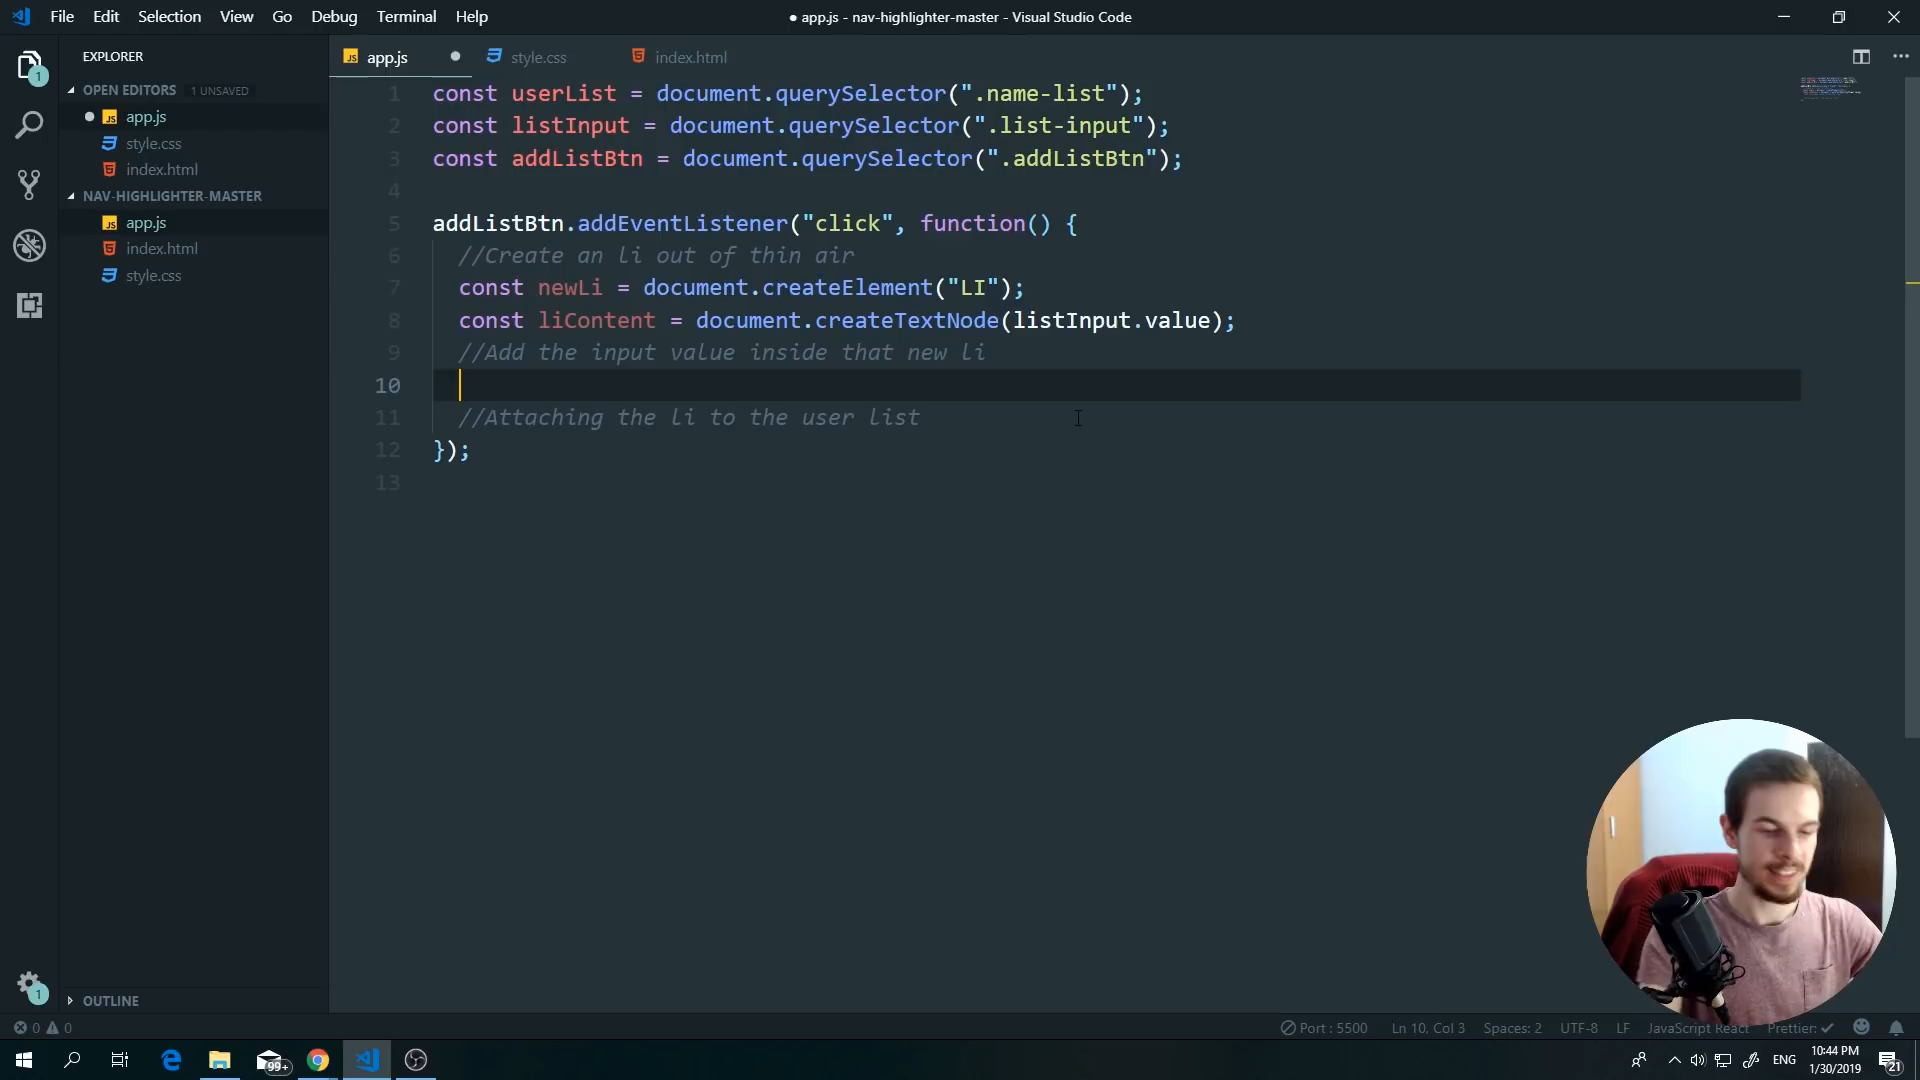 File Edit Selection View Go Debug Terminal Help
● app.js - nav-highlighter-master - Visual Studio Code
1
EXPLORER
OPEN EDITORS 1 UNSAVED
JS app.js
style.css
index.html
NAV-HIGHLIGHTER-MASTER
JS app.js
index.html
style.css
OUTLINE
1
JS app.js
style.css
index.html
1 const userList = document.querySelector(".name-list");
2 const listInput = document.querySelector(".list-input");
3 const addListBtn = document.querySelector(".addListBtn");
4
5 addListBtn.addEventListener("click", function() {
6 //Create an li out of thin air
7 const newLi = document.createElement("LI");
8 const liContent = document.createTextNode(listInput.value);
9 //Add the input value inside that new li
10
11 //Attaching the li to the user list
12 });
13
0 0
Port : 5500 Ln 10, Col 3 Spaces: 2 UTF-8 LF JavaScript React Prettier: ✓
99+
ENG
10:44 PM
1/30/2019
21